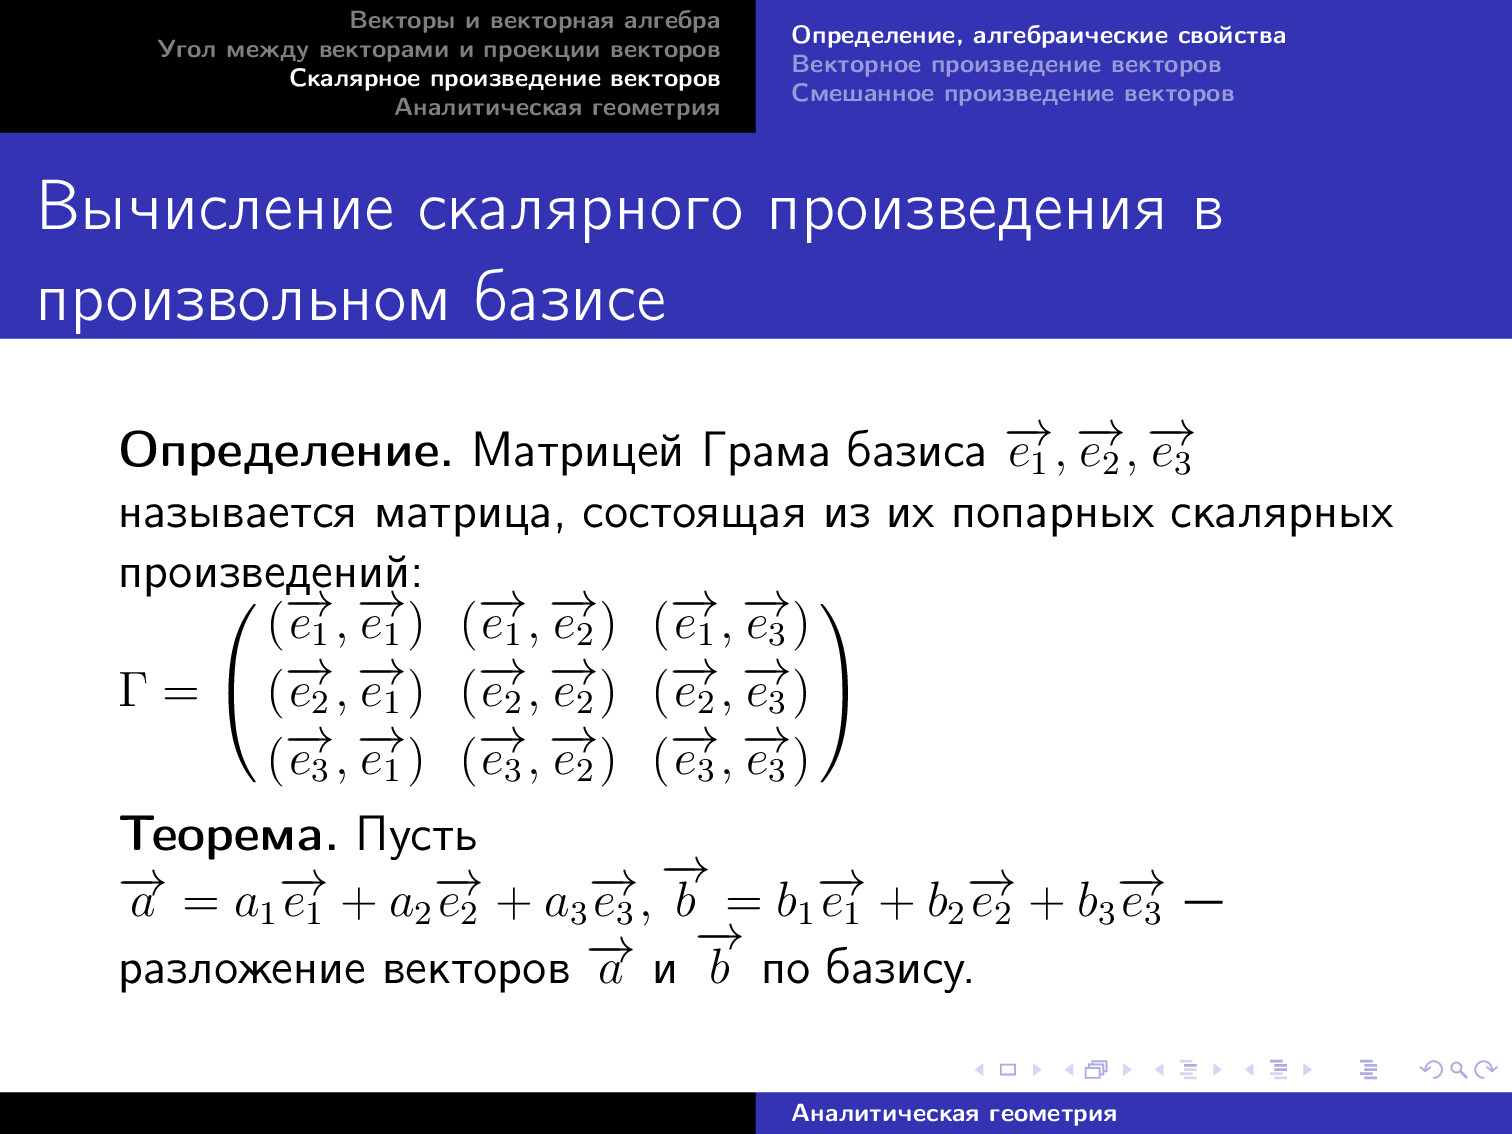 Векторы и векторная алгебра
Угол между векторами и проекции векторов
Скалярное произведение векторов
Аналитическая геометрия
Определение, алгебраические свойства
Векторное произведение векторов
Смешанное произведение векторов
Вычисление скалярного произведения в
произвольном базисе
Определение. Матрицей Грама базиса $\overrightarrow{e_1}, \overrightarrow{e_2}, \overrightarrow{e_3}$
называется матрица, состоящая из их попарных скалярных
произведений:
$\Gamma = \begin{pmatrix} (\overrightarrow{e_1}, \overrightarrow{e_1}) & (\overrightarrow{e_1}, \overrightarrow{e_2}) & (\overrightarrow{e_1}, \overrightarrow{e_3}) \\ (\overrightarrow{e_2}, \overrightarrow{e_1}) & (\overrightarrow{e_2}, \overrightarrow{e_2}) & (\overrightarrow{e_2}, \overrightarrow{e_3}) \\ (\overrightarrow{e_3}, \overrightarrow{e_1}) & (\overrightarrow{e_3}, \overrightarrow{e_2}) & (\overrightarrow{e_3}, \overrightarrow{e_3}) \end{pmatrix}$
Теорема. Пусть
$\overrightarrow{a} = a_1\overrightarrow{e_1} + a_2\overrightarrow{e_2} + a_3\overrightarrow{e_3}, \overrightarrow{b} = b_1\overrightarrow{e_1} + b_2\overrightarrow{e_2} + b_3\overrightarrow{e_3}$ –
разложение векторов $\overrightarrow{a}$ и $\overrightarrow{b}$ по базису.
Аналитическая геометрия